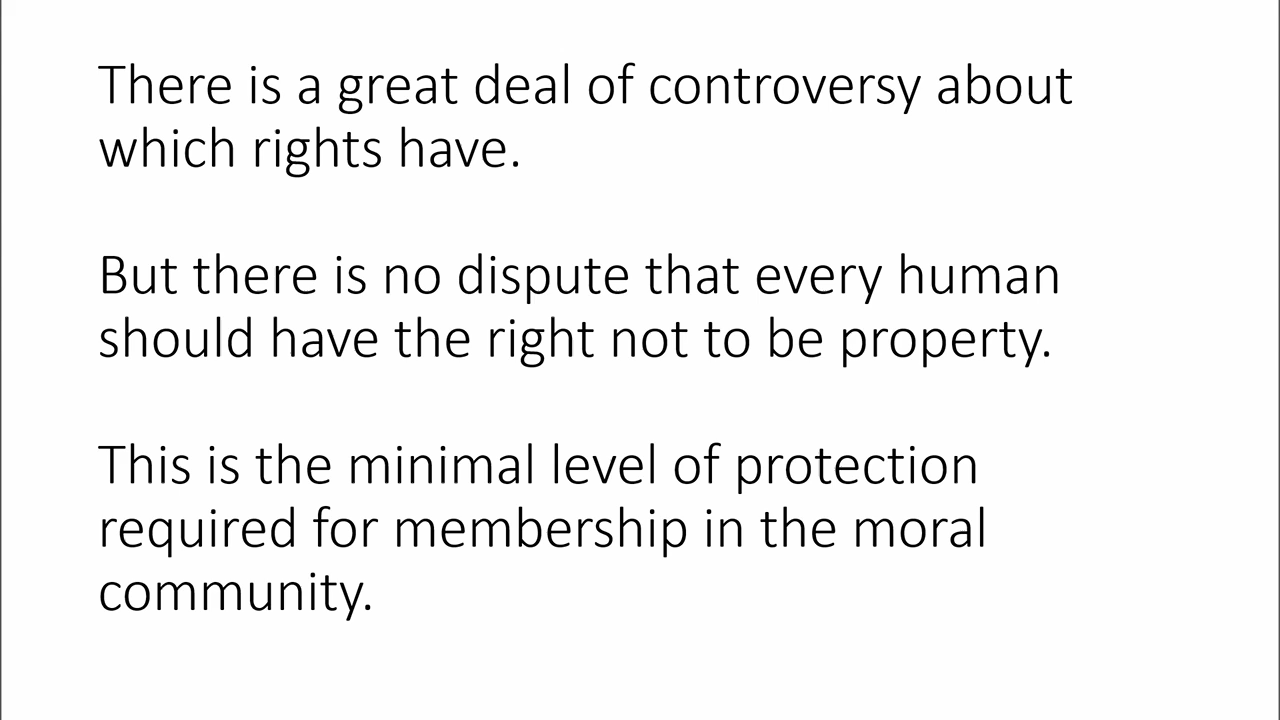 There is a great deal of controversy about
which rights have.
But there is no dispute that every human
should have the right not to be property.
This is the minimal level of protection
required for membership in the moral
community.